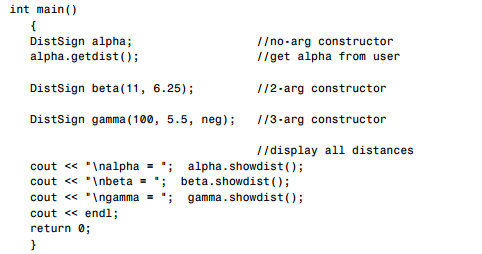 int main()
{
DistSign alpha; //no-arg constructor
alpha.getdist(); //get alpha from user
DistSign beta(11, 6.25); //2-arg constructor
DistSign gamma(100, 5.5, neg); //3-arg constructor
//display all distances
cout << "\nalpha = "; alpha.showdist();
cout << "\nbeta = "; beta.showdist();
cout << "\ngamma = "; gamma.showdist();
cout << endl;
return 0;
}